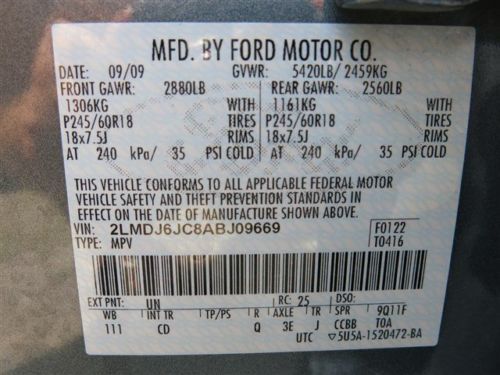 MFD. BY FORD MOTOR CO.
DATE: 09/09 GVWR: 5420LB/ 2459KG
FRONT GAWR: 2880LB REAR GAWR: 2560LB
1306KG WITH 1161KG WITH
P245/60R18 TIRES P245/60R18 TIRES
18x7.5J RIMS 18x7.5J RIMS
AT 240 kPa/ 35 PSI COLD AT 240 kPa/ 35 PSI COLD
THIS VEHICLE CONFORMS TO ALL APPLICABLE FEDERAL MOTOR
VEHICLE SAFETY AND THEFT PREVENTION STANDARDS IN
EFFECT ON THE DATE OF MANUFACTURE SHOWN ABOVE.
VIN: 2LMDJ6JC8ABJ09669 F0122
TYPE: MPV T0416
EXT PNT: UN RC: 25 DSO:
WB INT TR TP/PS R AXLE TR SPR 9Q11F
111 CD Q 3E J CCBB TOA
UTC ▽5U5A-1520472-BA